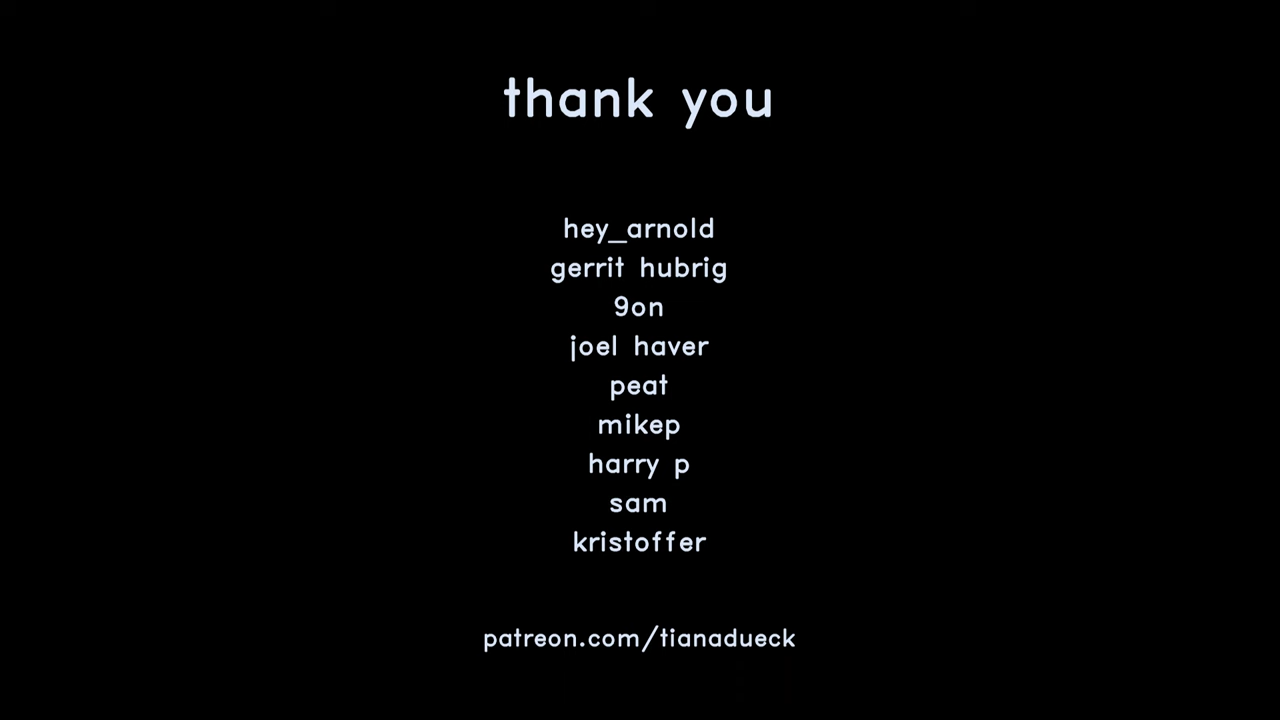 thank you
hey_arnold
gerrit hubrig
9on
joel haver
peat
mikep
harry p
sam
kristoffer
patreon.com/tianadueck